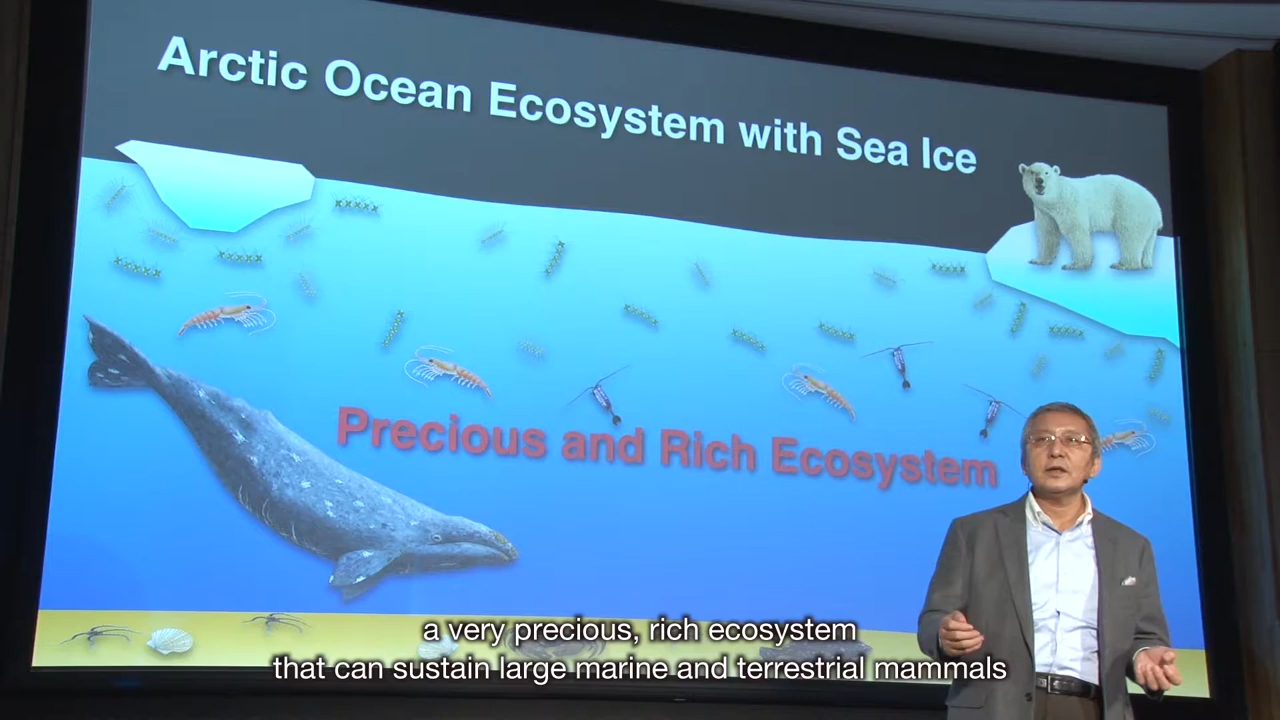 Arctic Ocean Ecosystem with Sea Ice
Precious and Rich Ecosystem
a very precious, rich ecosystem
that can sustain large marine and terrestrial mammals